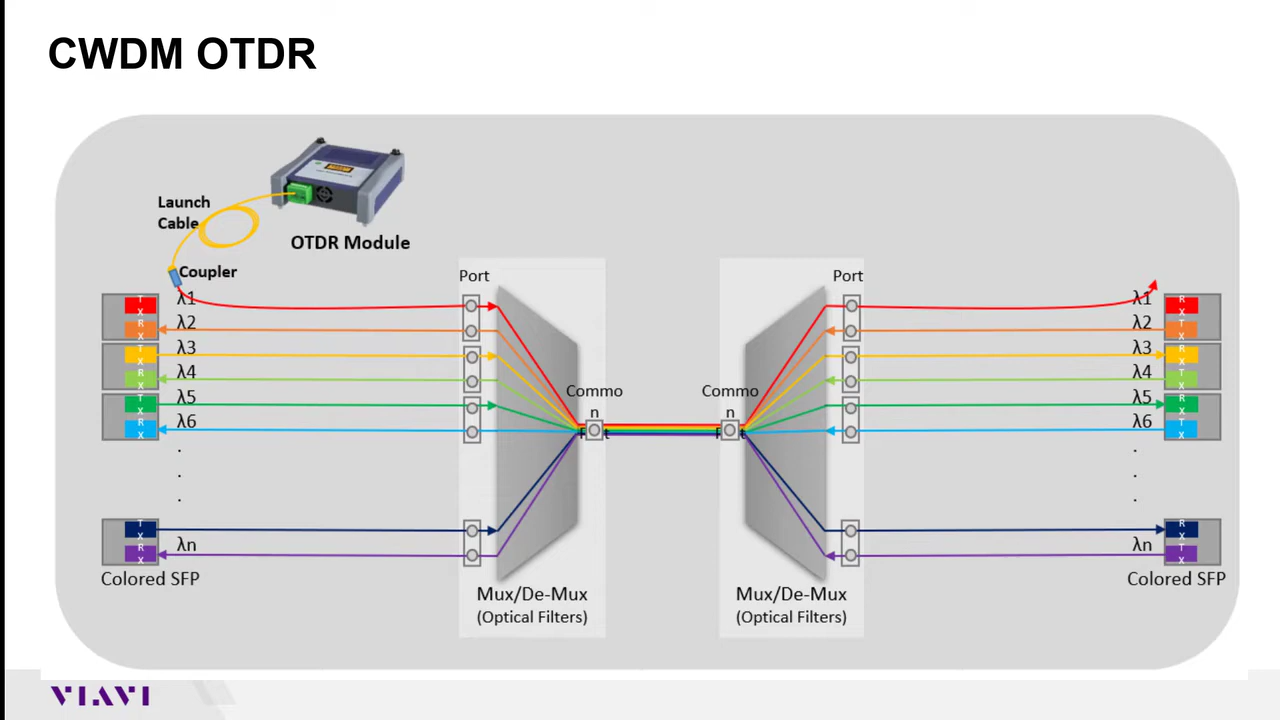 CWDM OTDR
Launch
Cable
OTDR Module
Coupler
Port
Port
λ1
λ2
λ3
λ4
λ5
λ6
.
.
.
λn
T
X
R
X
T
X
R
X
T
X
R
X
T
X
R
X
Colored SFP
Commo
n
Commo
n
Mux/De-Mux
(Optical Filters)
Mux/De-Mux
(Optical Filters)
λ1
λ2
λ3
λ4
λ5
λ6
.
.
.
λn
R
X
T
X
R
X
T
X
R
X
T
X
R
X
T
X
Colored SFP
VIAVI